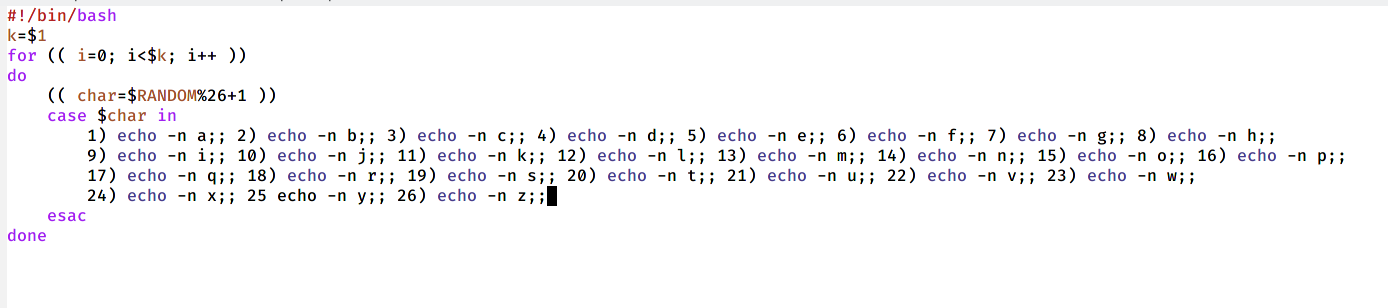 #!/bin/bash
k=$1
for (( i=0; i<$k; i++ ))
do
    (( char=$RANDOM%26+1 ))
    case $char in
        1) echo -n a;; 2) echo -n b;; 3) echo -n c;; 4) echo -n d;; 5) echo -n e;; 6) echo -n f;; 7) echo -n g;; 8) echo -n h;;
        9) echo -n i;; 10) echo -n j;; 11) echo -n k;; 12) echo -n l;; 13) echo -n m;; 14) echo -n n;; 15) echo -n o;; 16) echo -n p;;
        17) echo -n q;; 18) echo -n r;; 19) echo -n s;; 20) echo -n t;; 21) echo -n u;; 22) echo -n v;; 23) echo -n w;;
        24) echo -n x;; 25 echo -n y;; 26) echo -n z;;
    esac
done